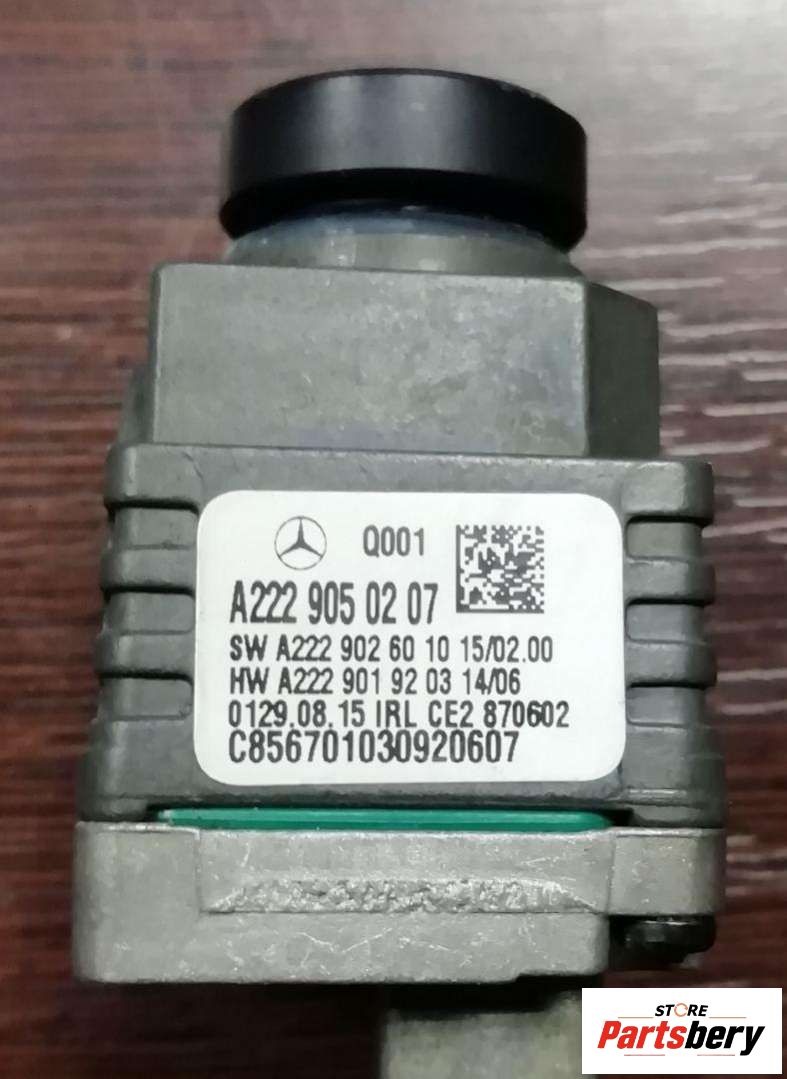 Q001
A222 905 02 07
SW A222 902 60 10 15/02.00
HW A222 901 92 03 14/06
0129.08.15 IRL CE2 870602
C856701030920607
STORE
Partsbery